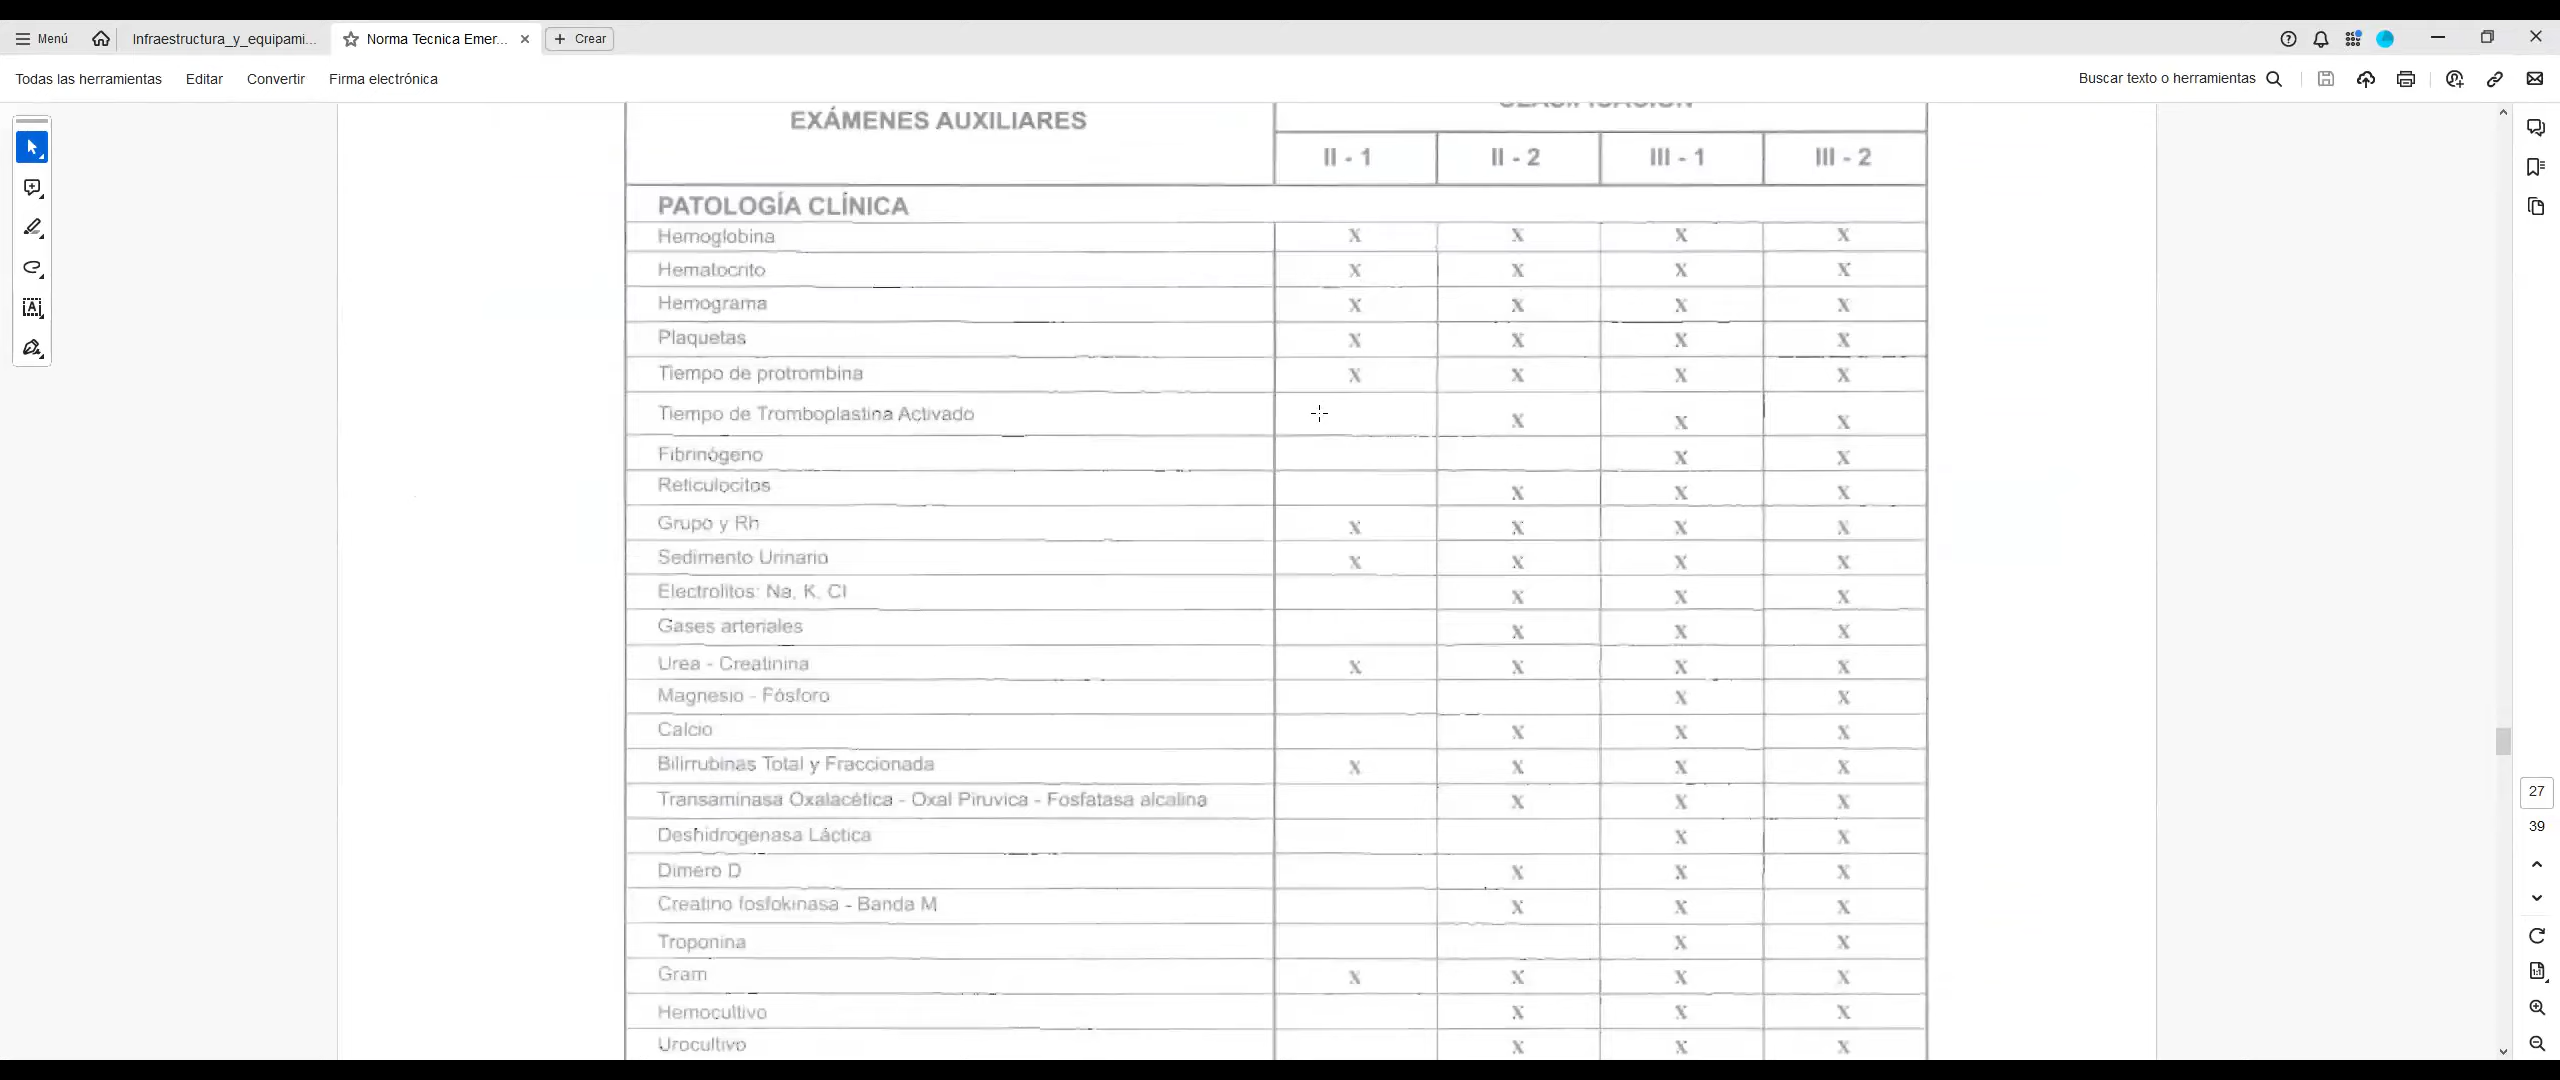 Menú Infraestructura_y_equipami... Norma Tecnica Emer... Crear
Todas las herramientas Editar Convertir Firma electrónica Buscar texto o herramientas
CLASIFICACIÓN
EXÁMENES AUXILIARES
II - 1 II - 2 III - 1 III - 2
PATOLOGÍA CLÍNICA
Hemoglobina X X X X
Hematocrito X X X X
Hemograma X X X X
Plaquetas X X X X
Tiempo de protrombina X X X X
Tiempo de Tromboplastina Activado X X X
Fibrinógeno X X
Reticulocitos X X X
Grupo y Rh X X X X
Sedimento Urinario X X X X
Electrolitos: Na, K, Cl X X X
Gases arteriales X X X
Urea - Creatinina X X X X
Magnesio - Fósforo X X
Calcio X X X
Bilirrubinas Total y Fraccionada X X X X
Transaminasa Oxalacética - Oxal Piruvica - Fosfatasa alcalina X X X
Deshidrogenasa Láctica X X
Dimero D X X X
Creatino fosfokinasa - Banda M X X X
Troponina X X
Gram X X X X
Hemocultivo X X X
Urocultivo X X X
27
39